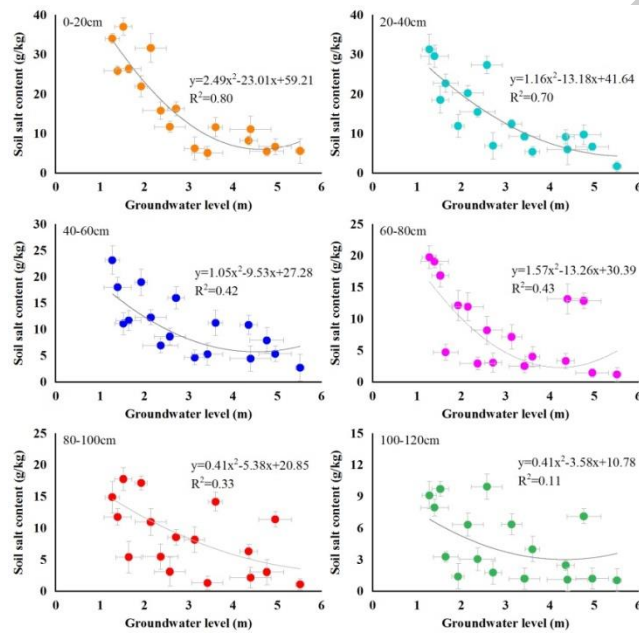 0-20cm
y=2.49x²-23.01x+59.21
R²=0.80
Soil salt content (g/kg)
40
30
20
10
0
0 1 2 3 4 5 6
Groundwater level (m)
20-40cm
y=1.16x²-13.18x+41.64
R²=0.70
Soil salt content (g/kg)
40
30
20
10
0
0 1 2 3 4 5 6
Groundwater level (m)
40-60cm
y=1.05x²-9.53x+27.28
R²=0.42
Soil salt content (g/kg)
30
25
20
15
10
5
0
0 1 2 3 4 5 6
Groundwater level (m)
60-80cm
y=1.57x²-13.26x+30.39
R²=0.43
Soil salt content (g/kg)
25
20
15
10
5
0
0 1 2 3 4 5 6
Groundwater level (m)
80-100cm
y=0.41x²-5.38x+20.85
R²=0.33
Soil salt content (g/kg)
25
20
15
10
5
0
0 1 2 3 4 5 6
Groundwater level (m)
100-120cm
y=0.41x²-3.58x+10.78
R²=0.11
Soil salt content (g/kg)
15
12
9
6
3
0
0 1 2 3 4 5 6
Groundwater level (m)